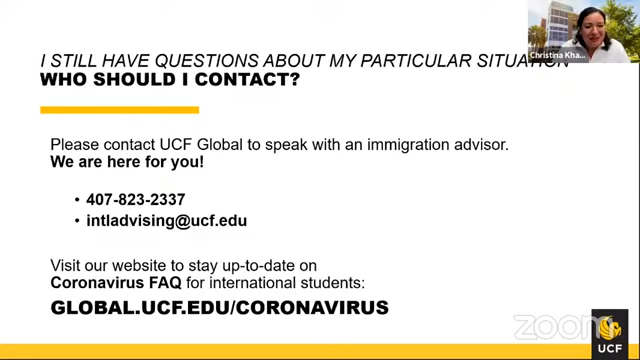 I STILL HAVE QUESTIONS ABOUT MY PARTICULAR SITUATION
WHO SHOULD I CONTACT?
Christina Kha...
Please contact UCF Global to speak with an immigration advisor.
We are here for you!
• 407-823-2337
• intladvising@ucf.edu
Visit our website to stay up-to-date on
Coronavirus FAQ for international students:
GLOBAL.UCF.EDU/CORONAVIRUS
zoom
UCF